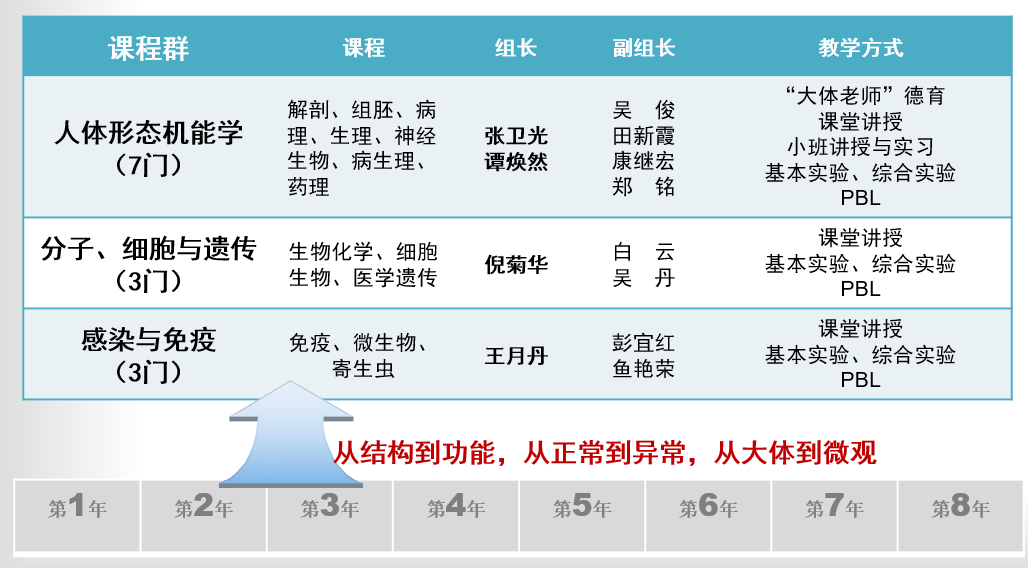 课程群 课程 组长 副组长 教学方式
人体形态机能学
（7门）
解剖、组胚、病
理、生理、神经
生物、病生理、
药理
张卫光
谭焕然
吴 俊
田新霞
康继宏
郑 铭
“大体老师”德育
课堂讲授
小班讲授与实习
基本实验、综合实验
PBL
分子、细胞与遗传
（3门）
生物化学、细胞
生物、医学遗传
倪菊华
白 云
吴 丹
课堂讲授
基本实验、综合实验
PBL
感染与免疫
（3门）
免疫、微生物、
寄生虫
王月丹
彭宜红
鱼艳荣
课堂讲授
基本实验、综合实验
PBL
从结构到功能，从正常到异常，从大体到微观
第1年 第2年 第3年 第4年 第5年 第6年 第7年 第8年